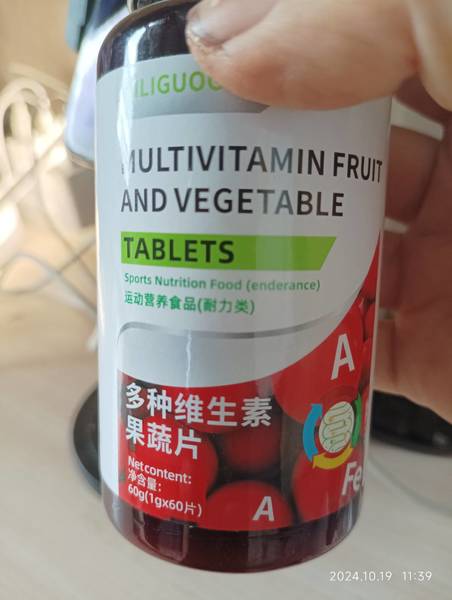 MULTIVITAMIN FRUIT
AND VEGETABLE
TABLETS
Sports Nutrition Food (enderance)
运动营养食品(耐力类)
A
多种维生素
果蔬片
Netcontent:
净含量:
60g(1gx60片)
A
Fe
2024.10.19 11:39